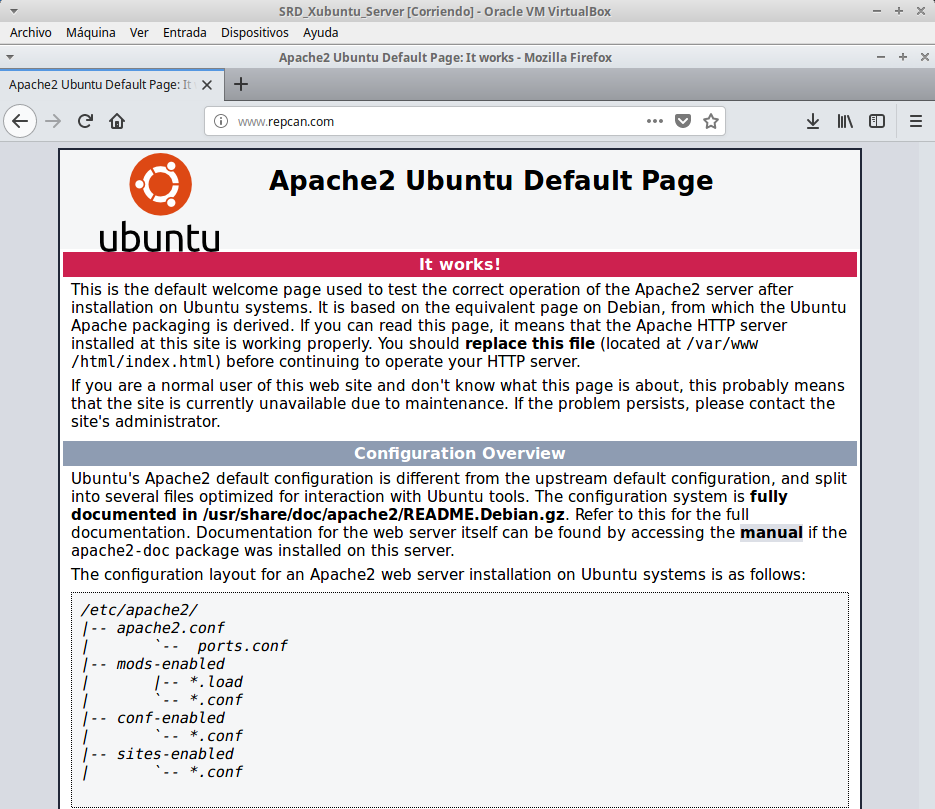 SRD_Xubuntu_Server [Corriendo] - Oracle VM VirtualBox
Archivo Máquina Ver Entrada Dispositivos Ayuda
Apache2 Ubuntu Default Page: It works - Mozilla Firefox
Apache2 Ubuntu Default Page: It
www.repcan.com
ubuntu
Apache2 Ubuntu Default Page
It works!
This is the default welcome page used to test the correct operation of the Apache2 server after
installation on Ubuntu systems. It is based on the equivalent page on Debian, from which the Ubuntu
Apache packaging is derived. If you can read this page, it means that the Apache HTTP server
installed at this site is working properly. You should replace this file (located at /var/www
/html/index.html) before continuing to operate your HTTP server.
If you are a normal user of this web site and don't know what this page is about, this probably means
that the site is currently unavailable due to maintenance. If the problem persists, please contact the
site's administrator.
Configuration Overview
Ubuntu's Apache2 default configuration is different from the upstream default configuration, and split
into several files optimized for interaction with Ubuntu tools. The configuration system is fully
documented in /usr/share/doc/apache2/README.Debian.gz. Refer to this for the full
documentation. Documentation for the web server itself can be found by accessing the manual if the
apache2-doc package was installed on this server.
The configuration layout for an Apache2 web server installation on Ubuntu systems is as follows:
/etc/apache2/
|-- apache2.conf
|       `--  ports.conf
|-- mods-enabled
|       |-- *.load
|       `-- *.conf
|-- conf-enabled
|       `-- *.conf
|-- sites-enabled
|       `-- *.conf